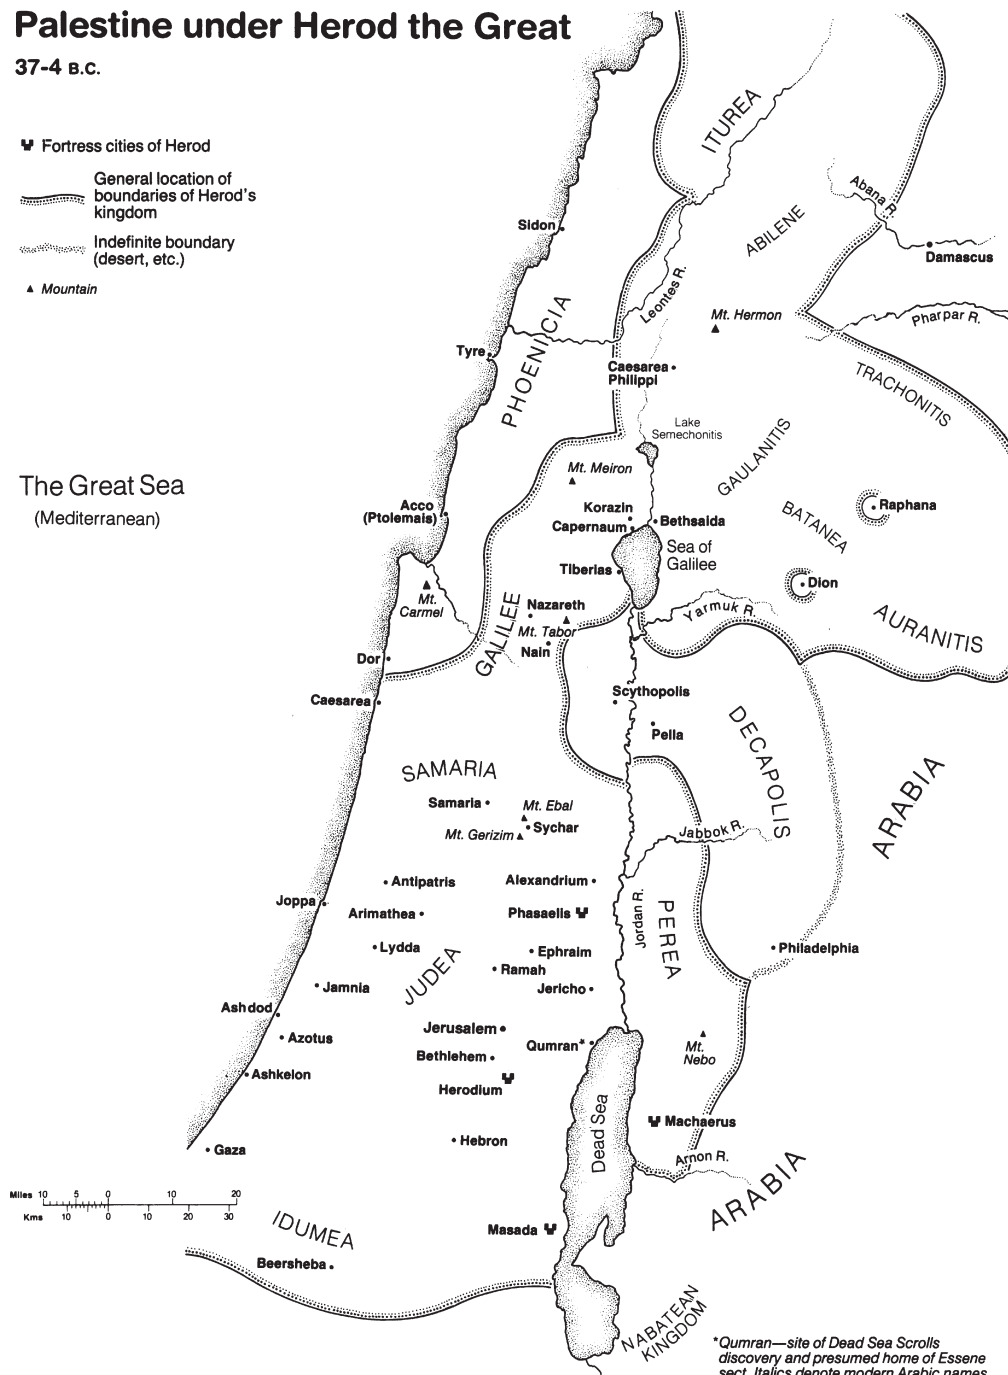 Palestine under Herod the Great
37-4 B.C.
Fortress cities of Herod
General location of
boundaries of Herod's
kingdom
Indefinite boundary
(desert, etc.)
Mountain
ITUREA
Abana R.
ABILENE
Sidon
Damascus
Leontes R.
Mt. Hermon
Pharpar R.
PHOENICIA
Tyre
Caesarea
Philippi
TRACHONITIS
Lake
Semechonitis
GAULANITIS
Mt. Meiron
The Great Sea
(Mediterranean)
Acco
(Ptolemais)
Korazin
Capernaum
Bethsaida
BATANEA
Raphana
Sea of
Galilee
Tiberias
Dion
Mt.
Carmel
GALILEE
Nazareth
Mt. Tabor
Nain
Yarmuk R.
AURANITIS
Dor
Caesarea
Scythopolis
Pella
DECAPOLIS
SAMARIA
Samaria
Mt. Ebal
Sychar
Mt. Gerizim
Jabbok R.
ARABIA
Antipatris
Alexandrium
Joppa
Arimathea
Phasaelis
Jordan R.
PEREA
Lydda
Ephraim
Philadelphia
JUDEA
Ramah
Jamnia
Jericho
Ashdod
Jerusalem
Azotus
Qumran*
Mt.
Nebo
Bethlehem
Ashkelon
Herodium
Dead Sea
Machaerus
Hebron
Gaza
Arnon R.
ARABIA
Miles 10 5 0 10 20
Kms 10 0 10 20 30
IDUMEA
Masada
Beersheba
NABATEAN
KINGDOM
*Qumran—site of Dead Sea Scrolls
discovery and presumed home of Essene
sect. Italics denote modern Arabic names